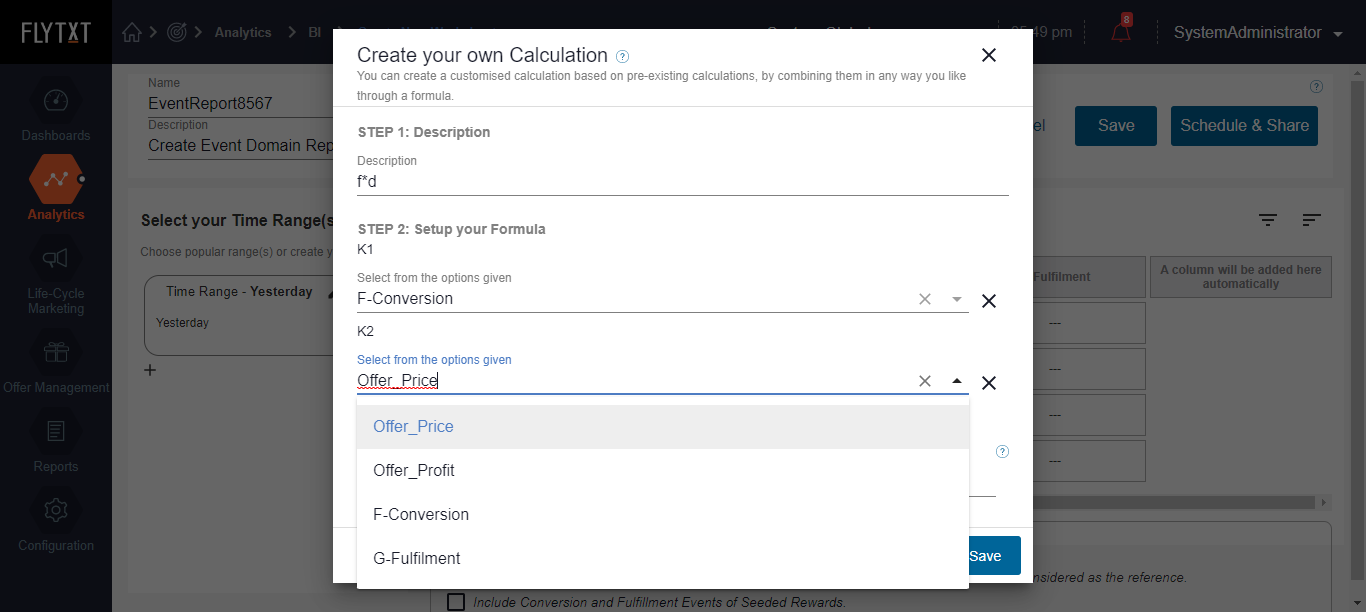 FLYTXT
Analytics
BI
49 pm
8
SystemAdministrator
Dashboards
Analytics
Life-Cycle
Marketing
Offer Management
Reports
Configuration
Name
EventReport8567
Description
Create Event Domain Rep
Save
Schedule & Share
Select your Time Range(s
Choose popular range(s) or create y
Time Range - Yesterday
Yesterday
Create your own Calculation
You can create a customised calculation based on pre-existing calculations, by combining them in any way you like
through a formula.
STEP 1: Description
Description
f*d
STEP 2: Setup your Formula
K1
Select from the options given
F-Conversion
K2
Select from the options given
Offer_Price
Offer_Price
Offer_Profit
F-Conversion
G-Fulfilment
Save
Fulfilment
A column will be added here
automatically
---
---
---
---
nsidered as the reference.
Include Conversion and Fulfillment Events of Seeded Rewards.